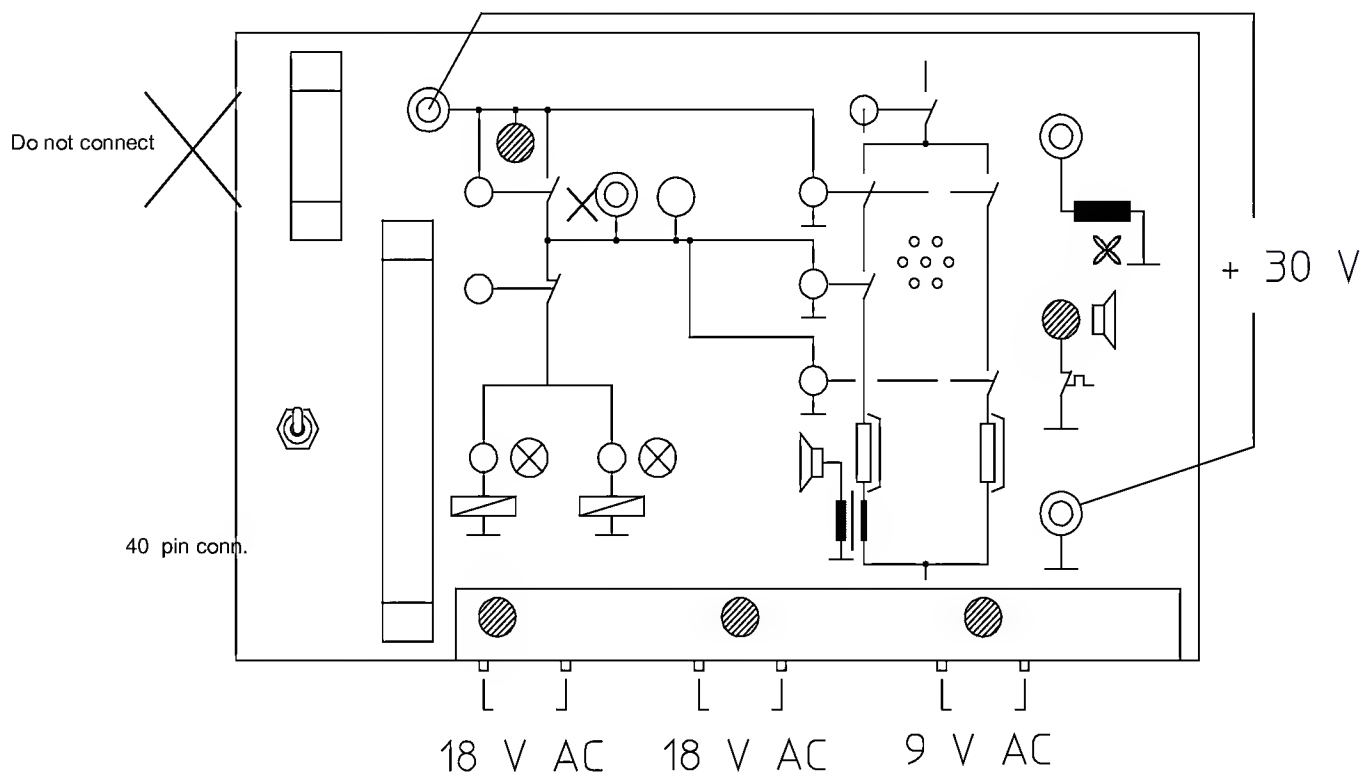 Do not connect
+ 30 V
40 pin conn.
18 V AC
18 V AC
9 V AC